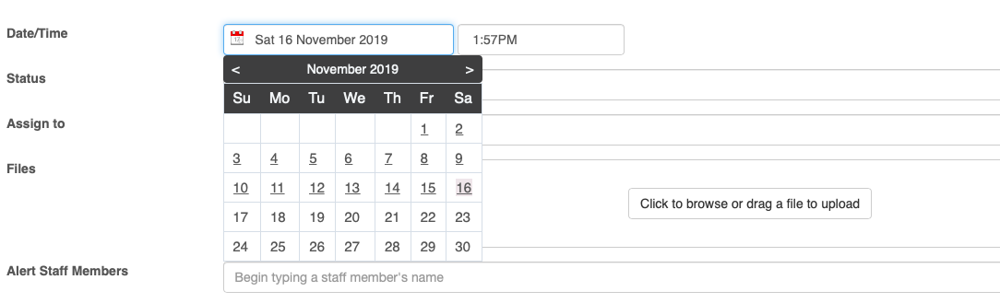 Date/Time
Sat 16 November 2019 1:57PM
< November 2019 >
Su Mo Tu We Th Fr Sa
1 2
Status
3 4 5 6 7 8 9
10 11 12 13 14 15 16
17 18 19 20 21 22 23
24 25 26 27 28 29 30
Assign to
Files
Click to browse or drag a file to upload
Alert Staff Members
Begin typing a staff member's name